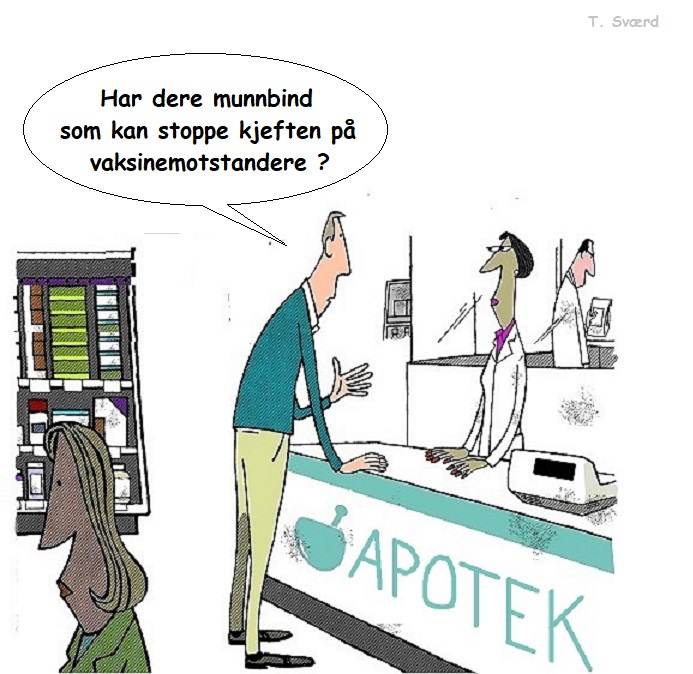 T. Sværd
Har dere munnbind
som kan stoppe kjeften på
vaksinemotstandere ?
APOTEK